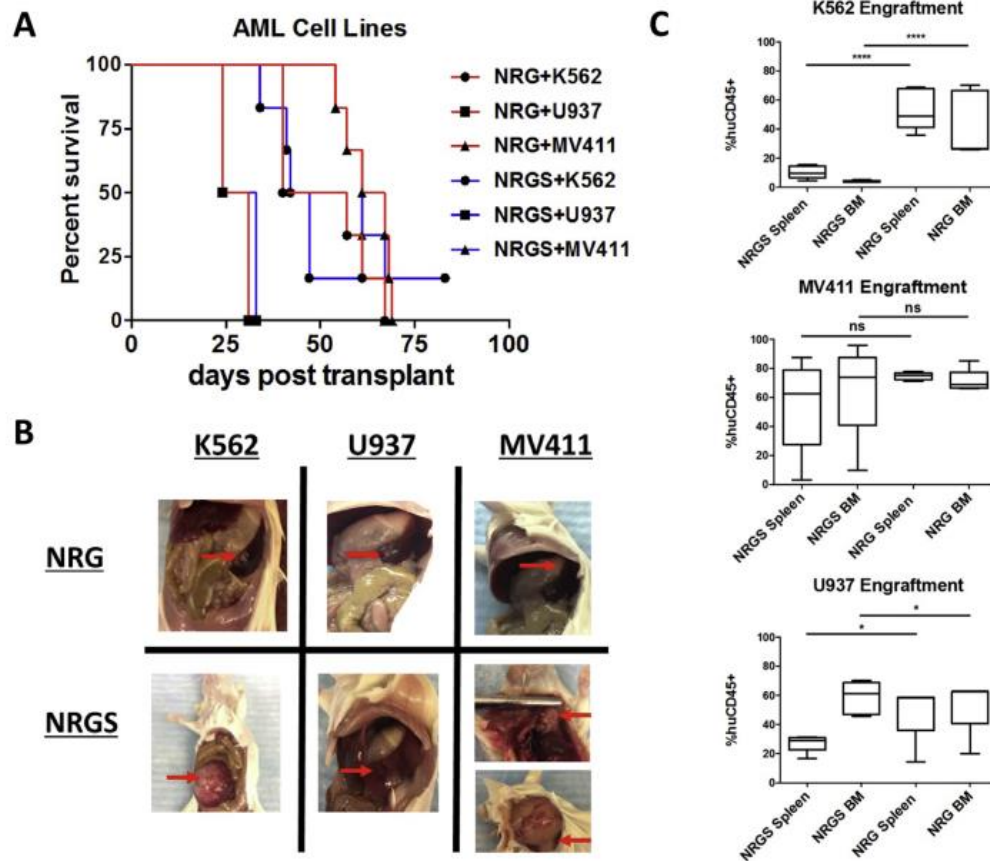 A
AML Cell Lines
Percent survival
100
75
50
25
0
0 25 50 75 100
days post transplant
NRG+K562
NRG+U937
NRG+MV411
NRGS+K562
NRGS+U937
NRGS+MV411
B
K562 U937 MV411
NRG
NRGS
C
K562 Engraftment
%huCD45+
100
80
60
40
20
0
****
****
NRGS Spleen
NRGS BM
NRG Spleen
NRG BM
MV411 Engraftment
%huCD45+
100
80
60
40
20
0
ns
ns
NRGS Spleen
NRGS BM
NRG Spleen
NRG BM
U937 Engraftment
%huCD45+
100
80
60
40
20
0
*
*
NRGS Spleen
NRGS BM
NRG Spleen
NRG BM